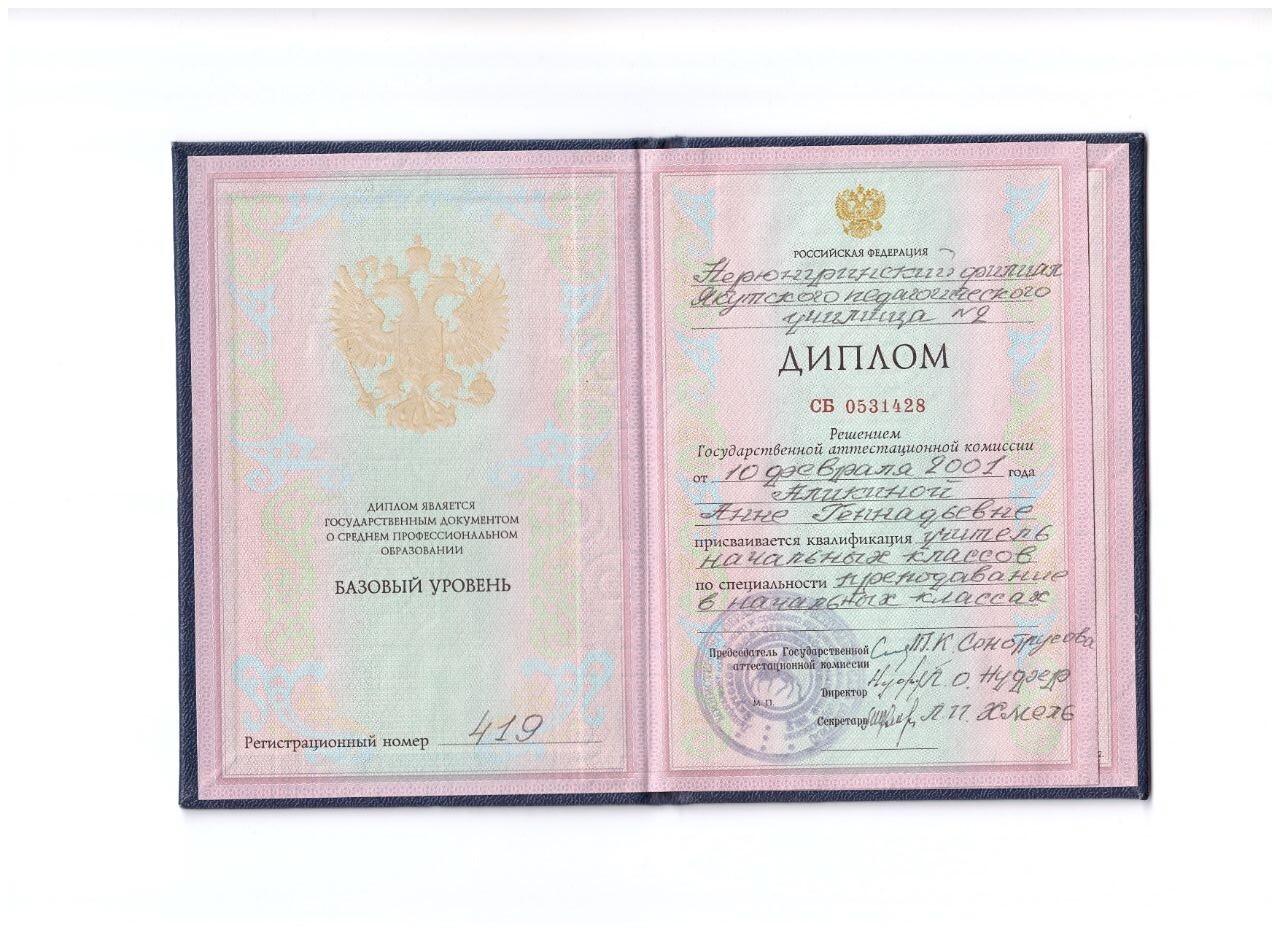 ДИПЛОМ ЯВЛЯЕТСЯ
ГОСУДАРСТВЕННЫМ ДОКУМЕНТОМ
О СРЕДНЕМ ПРОФЕССИОНАЛЬНОМ
ОБРАЗОВАНИИ
БАЗОВЫЙ УРОВЕНЬ
Регистрационный номер 419
РОССИЙСКАЯ ФЕДЕРАЦИЯ
Нерюнгринский филиал
Якутского педагогического
училища №2
ДИПЛОМ
СБ 0531428
Решением
Государственной аттестационной комиссии
от 10 февраля 2001 года
Аликиной
Анне Геннадьевне
присваивается квалификация учитель
начальных классов
по специальности преподавание
в начальных классах
Председатель Государственной
аттестационной комиссии М.К.
Директор Л.О.
М.П.
Секретарь Л.П. Хмель